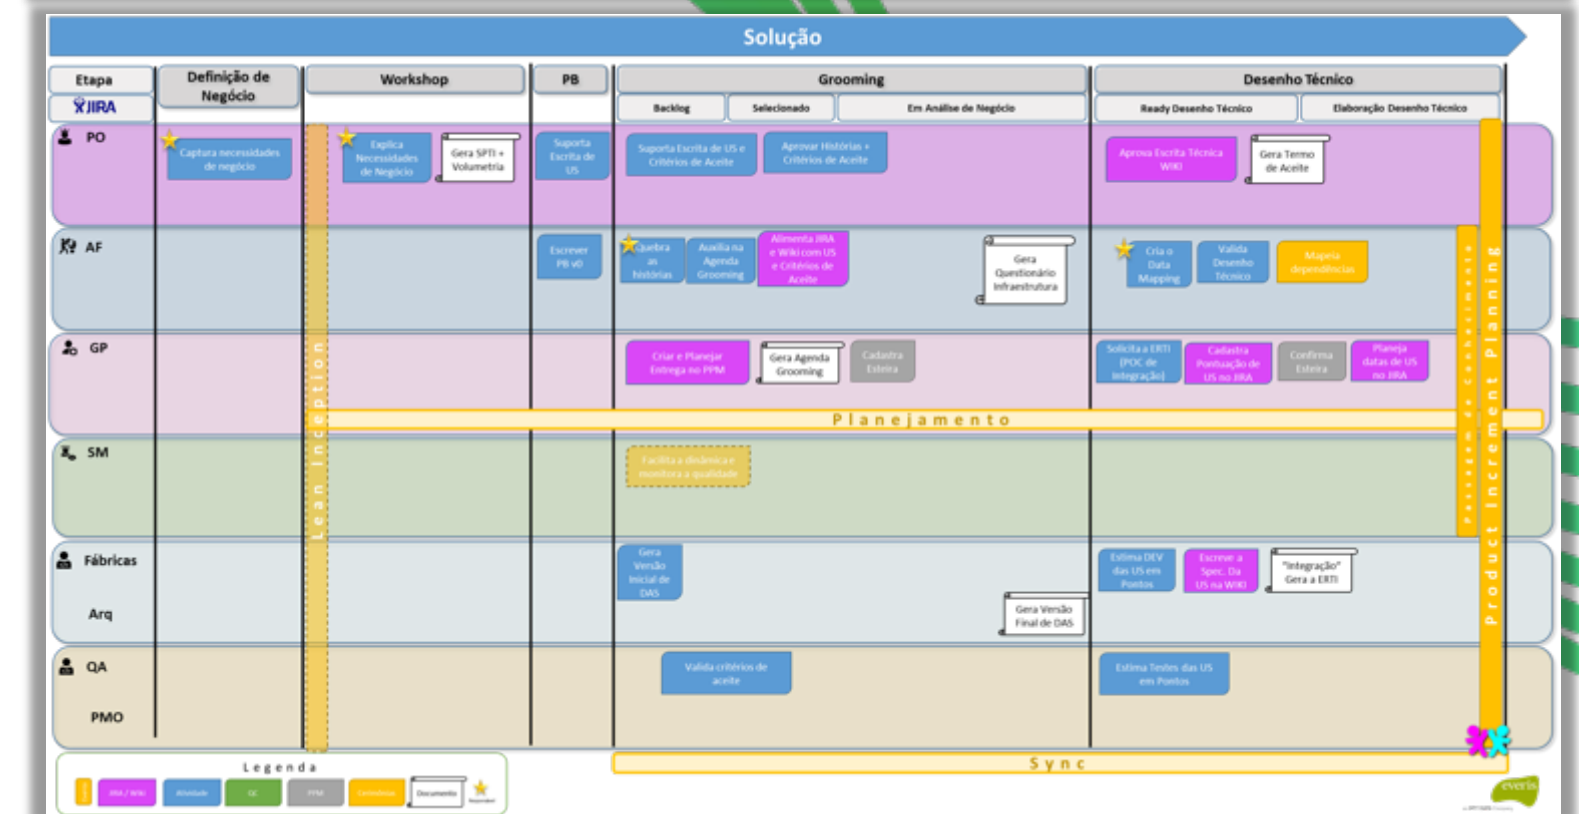 Solução
Etapa
Definição de
Negócio
Workshop
PB
Grooming
Desenho Técnico
JIRA
Backlog
Selecionado
Em Análise de Negócio
Ready Desenho Técnico
Elaboração Desenho Técnico
PO
Captura necessidades
de negócio
Explica
Necessidades
de Negócio
Gera SPTI +
Volumetria
Suporta
Escrita de
US
Suporta Escrita de US e
Critérios de Aceite
Aprovar Histórias +
Critérios de Aceite
Aprova Escrita Técnica
WIKI
Gera Termo
de Aceite
AF
Escrever
PB v0
Quebra
as
histórias
Auxilia na
Agenda
Grooming
Alimenta JIRA
e Wiki com US
e Critérios de
Aceite
Gera
Questionário
Infraestrutura
Cria o
Data
Mapping
Valida
Desenho
Técnico
Mapeia
dependências
GP
Criar e Planejar
Entrega no PPM
Gera Agenda
Grooming
Cadastra
Esteira
Solicita a ERTI
(POC de
Integração)
Cadastra
Pontuação de
US no JIRA
Confirma
Esteira
Planeja
datas de US
no JIRA
Planejamento
SM
Facilita a dinâmica e
monitora a qualidade
Lean Inception
Passagem de Conhecimento
Product Increment Planning
Fábricas
Arq
Gera
Versão
Inicial de
DAS
Gera Versão
Final de DAS
Estima DEV
das US em
Pontos
Escreve a
Spec. Da
US na WIKI
"Integração"
Gera a ERTI
QA
PMO
Valida critérios de
aceite
Estima Testes das US
em Pontos
Sync
Legenda
JIRA / Wiki
Atividade
QC
PPM
Cerimônias
Documento
Responsável
everis